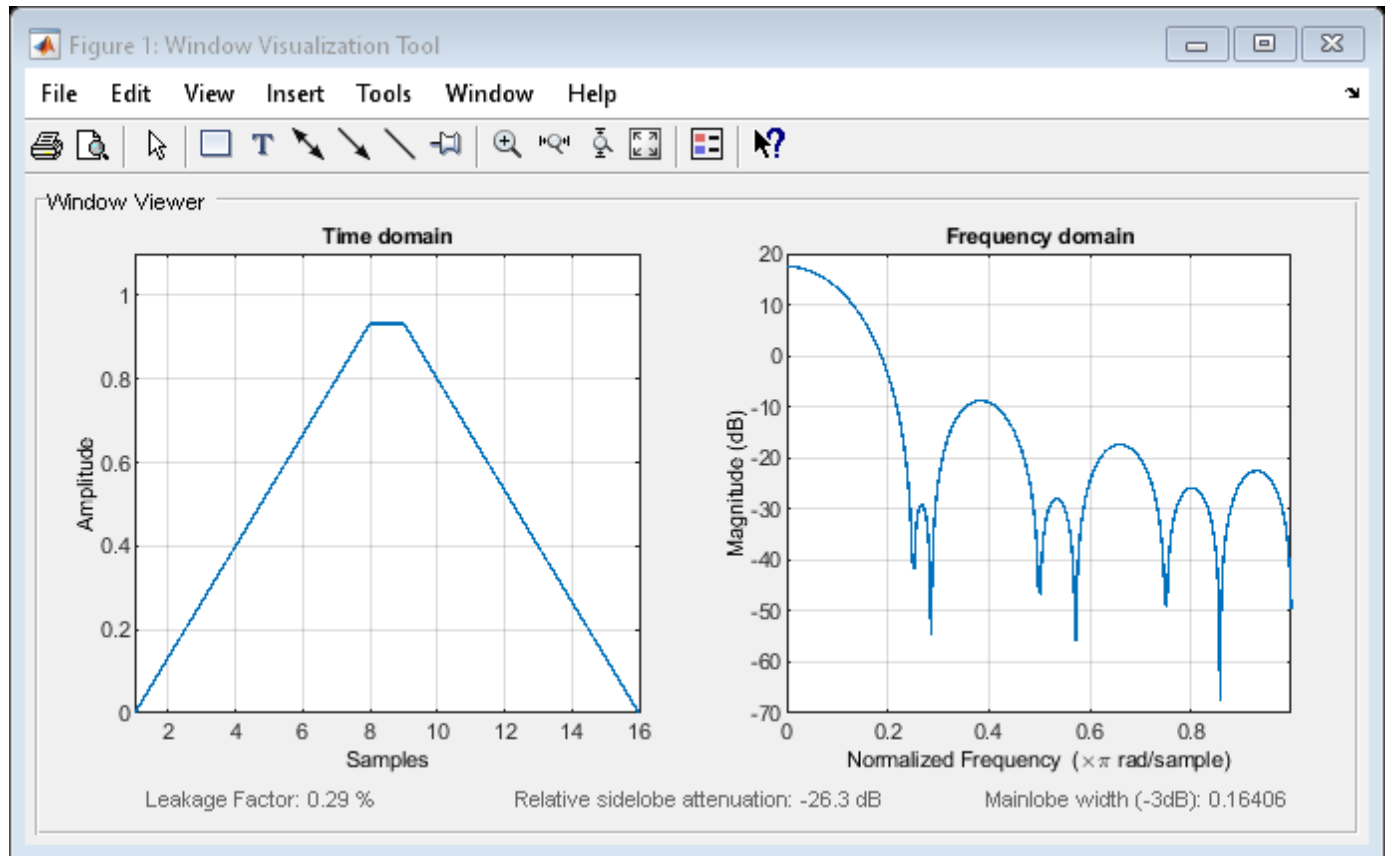 Figure 1: Window Visualization Tool
File Edit View Insert Tools Window Help
T
?
Window Viewer
Time domain
1
0.8
0.6
0.4
0.2
0
Amplitude
2 4 6 8 10 12 14 16
Samples
Frequency domain
20
10
0
-10
-20
-30
-40
-50
-60
-70
Magnitude (dB)
0 0.2 0.4 0.6 0.8
Normalized Frequency (×π rad/sample)
Leakage Factor: 0.29 % Relative sidelobe attenuation: -26.3 dB Mainlobe width (-3dB): 0.16406